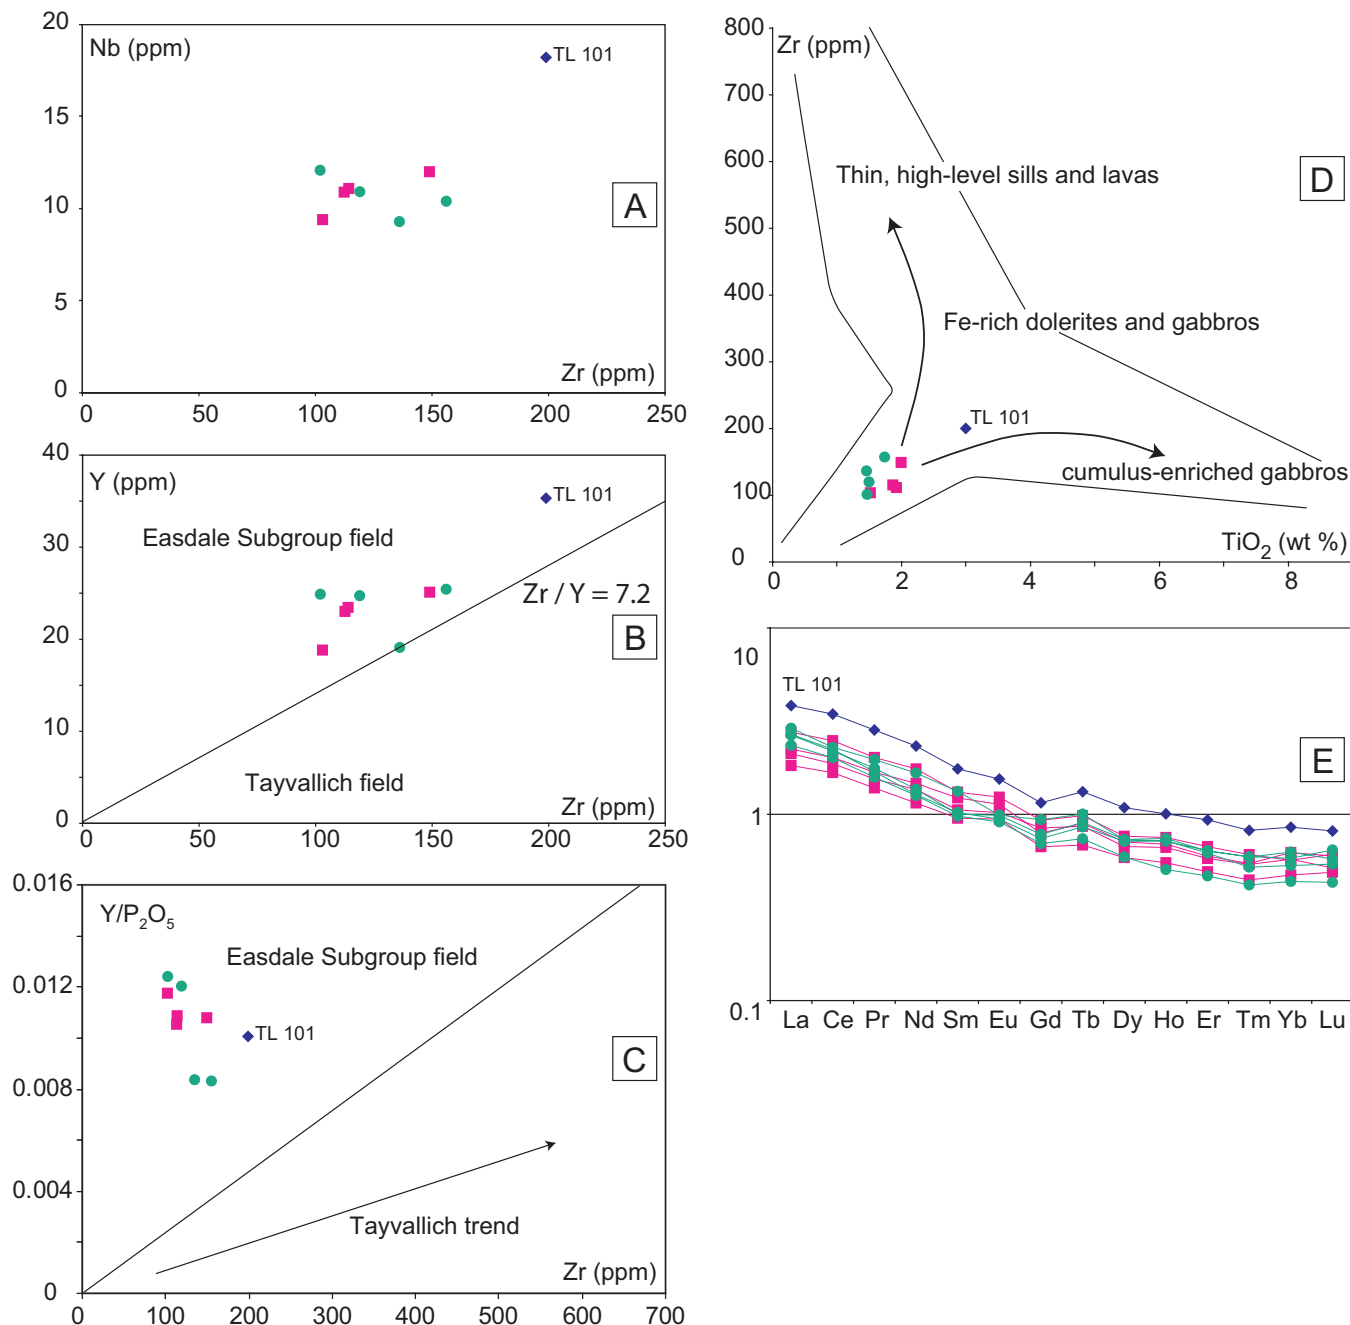 Nb (ppm)
20
15
10
5
0
TL 101
A
Zr (ppm)
0 50 100 150 200 250
Y (ppm)
40
30
20
10
0
TL 101
Easdale Subgroup field
Zr / Y = 7.2
B
Tayvallich field
Zr (ppm)
0 50 100 150 200 250
Y/P₂O₅
0.016
0.012
0.008
0.004
0
Easdale Subgroup field
TL 101
C
Tayvallich trend
Zr (ppm)
0 100 200 300 400 500 600 700
Zr (ppm)
800
700
600
500
400
300
200
100
0
D
Thin, high-level sills and lavas
Fe-rich dolerites and gabbros
TL 101
cumulus-enriched gabbros
TiO₂ (wt %)
0 2 4 6 8
10
1
0.1
TL 101
E
La Ce Pr Nd Sm Eu Gd Tb Dy Ho Er Tm Yb Lu